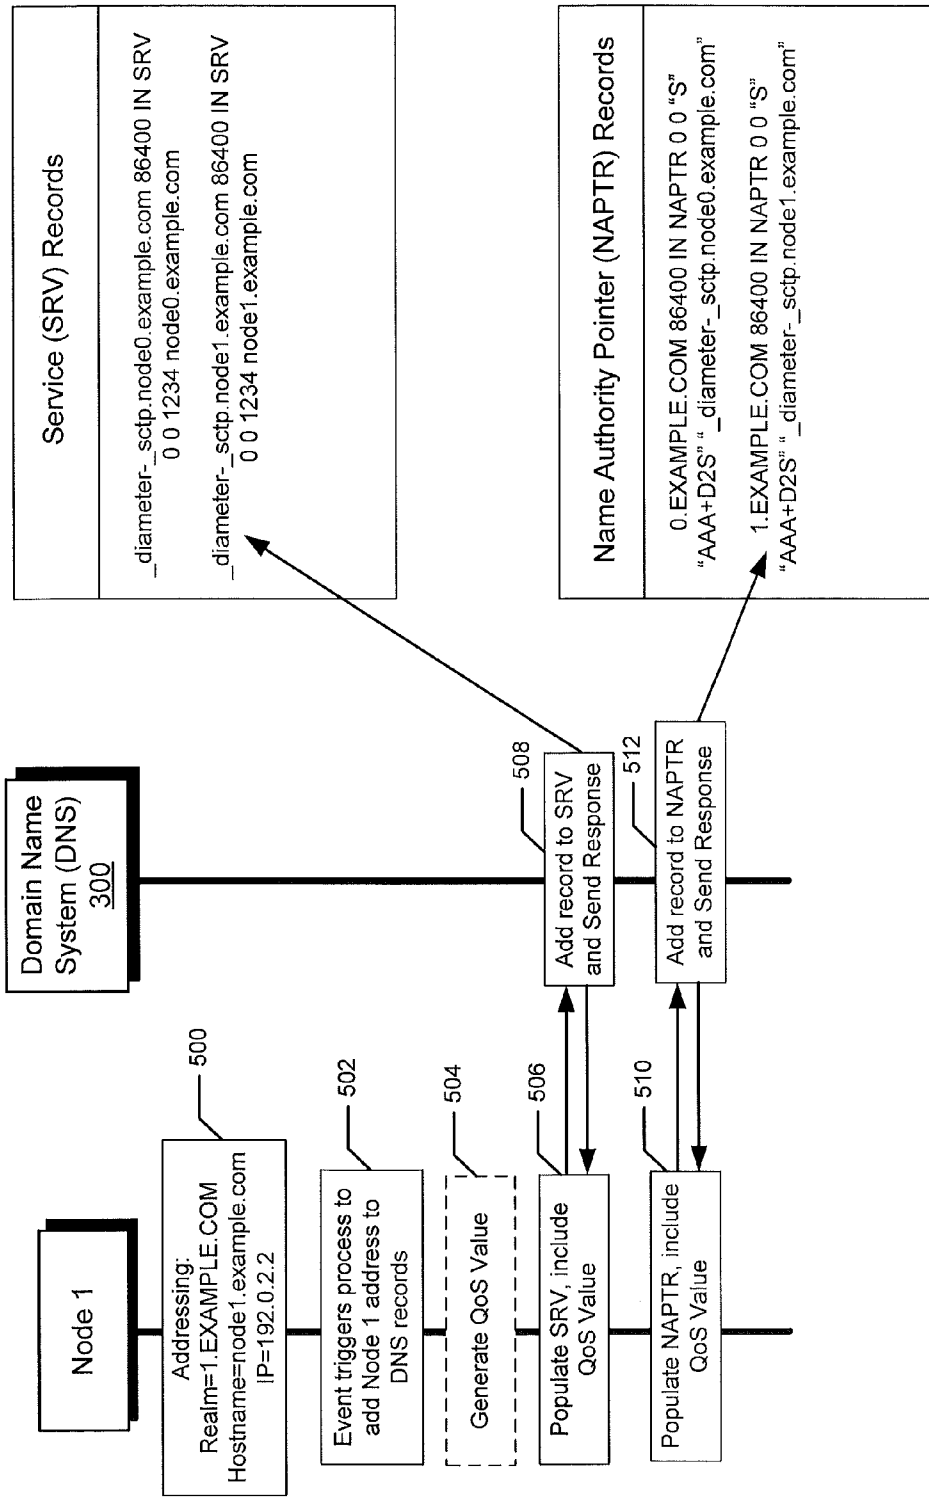 Node 1
Domain Name
System (DNS)
300
Addressing:
Realm=1.EXAMPLE.COM
Hostname=node1.example.com
IP=192.0.2.2
500
Event triggers process to
add Node 1 address to
DNS records
502
Generate QoS Value
504
Populate SRV, include
QoS Value
506
Add record to SRV
and Send Response
508
Populate NAPTR, include
QoS Value
510
Add record to NAPTR
and Send Response
512
Service (SRV) Records
_diameter-_sctp.node0.example.com 86400 IN SRV
0 0 1234 node0.example.com
_diameter-_sctp.node1.example.com 86400 IN SRV
0 0 1234 node1.example.com
Name Authority Pointer (NAPTR) Records
0.EXAMPLE.COM 86400 IN NAPTR 0 0 “S”
“AAA+D2S” “_diameter-_sctp.node0.example.com”
1.EXAMPLE.COM 86400 IN NAPTR 0 0 “S”
“AAA+D2S” “_diameter-_sctp.node1.example.com”